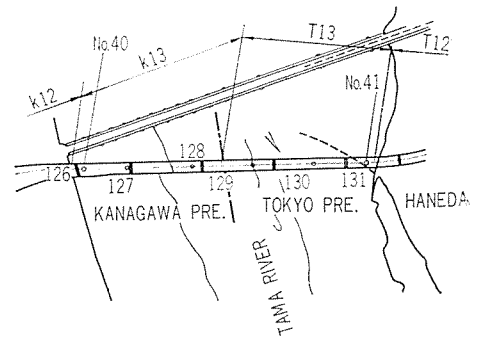 No.40
k13
T13
T12
k12
No.41
128
126
127
129
130
131
KANAGAWA PRE.
TOKYO PRE.
HANEDA
TAMA RIVER